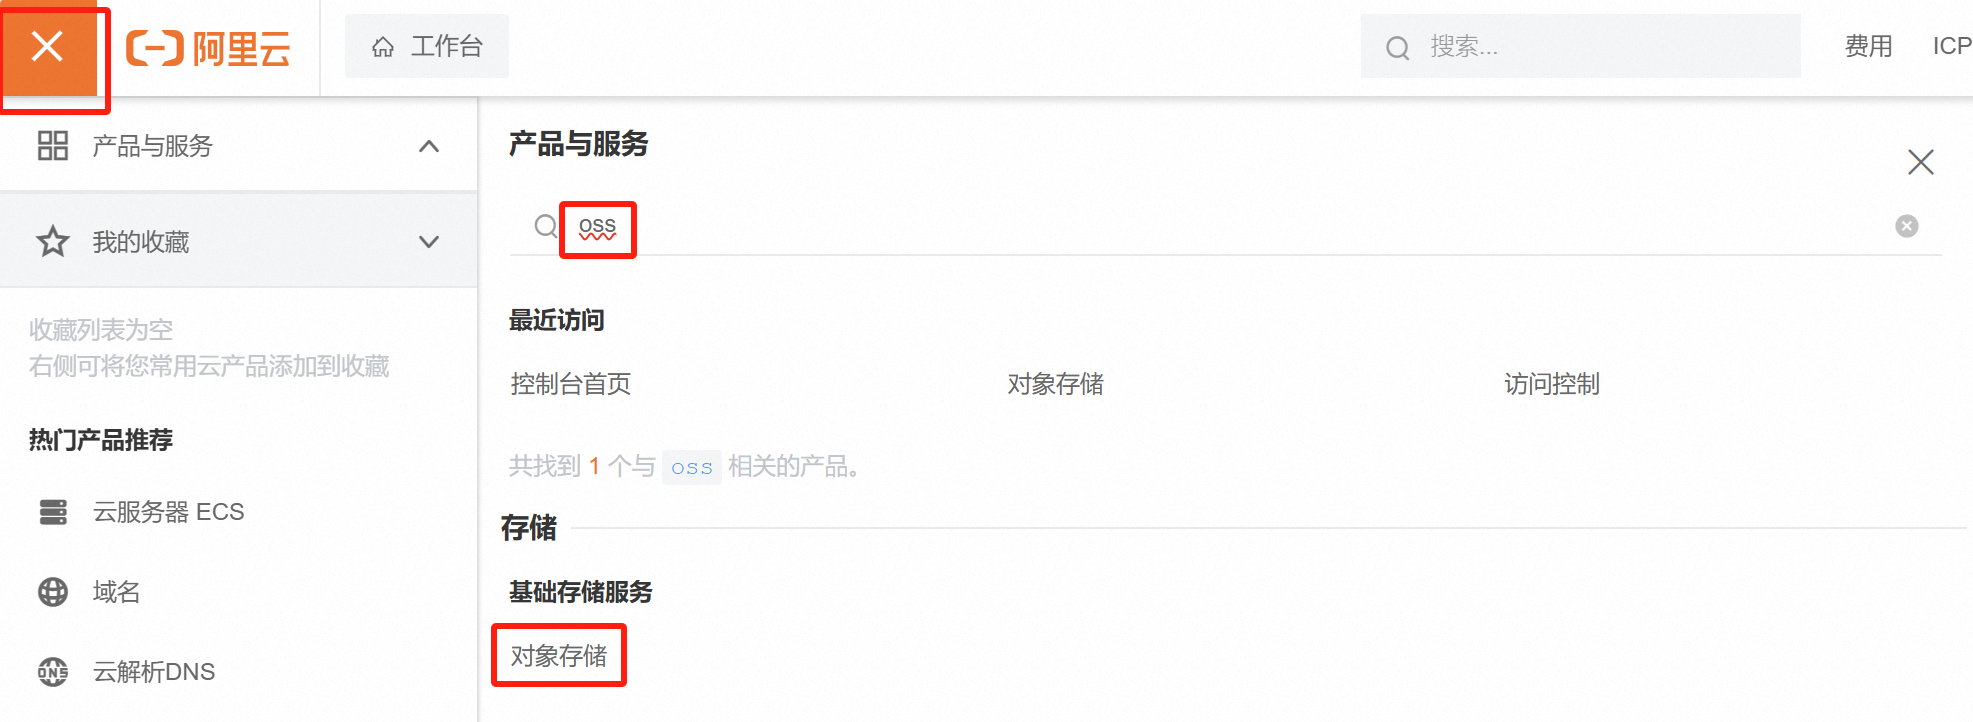 阿里云
工作台
搜索...
费用
ICP
产品与服务
我的收藏
收藏列表为空
右侧可将您常用云产品添加到收藏
热门产品推荐
云服务器 ECS
域名
DNS 云解析DNS
产品与服务
oss
最近访问
控制台首页
对象存储
访问控制
共找到 1 个与 oss 相关的产品。
存储
基础存储服务
对象存储